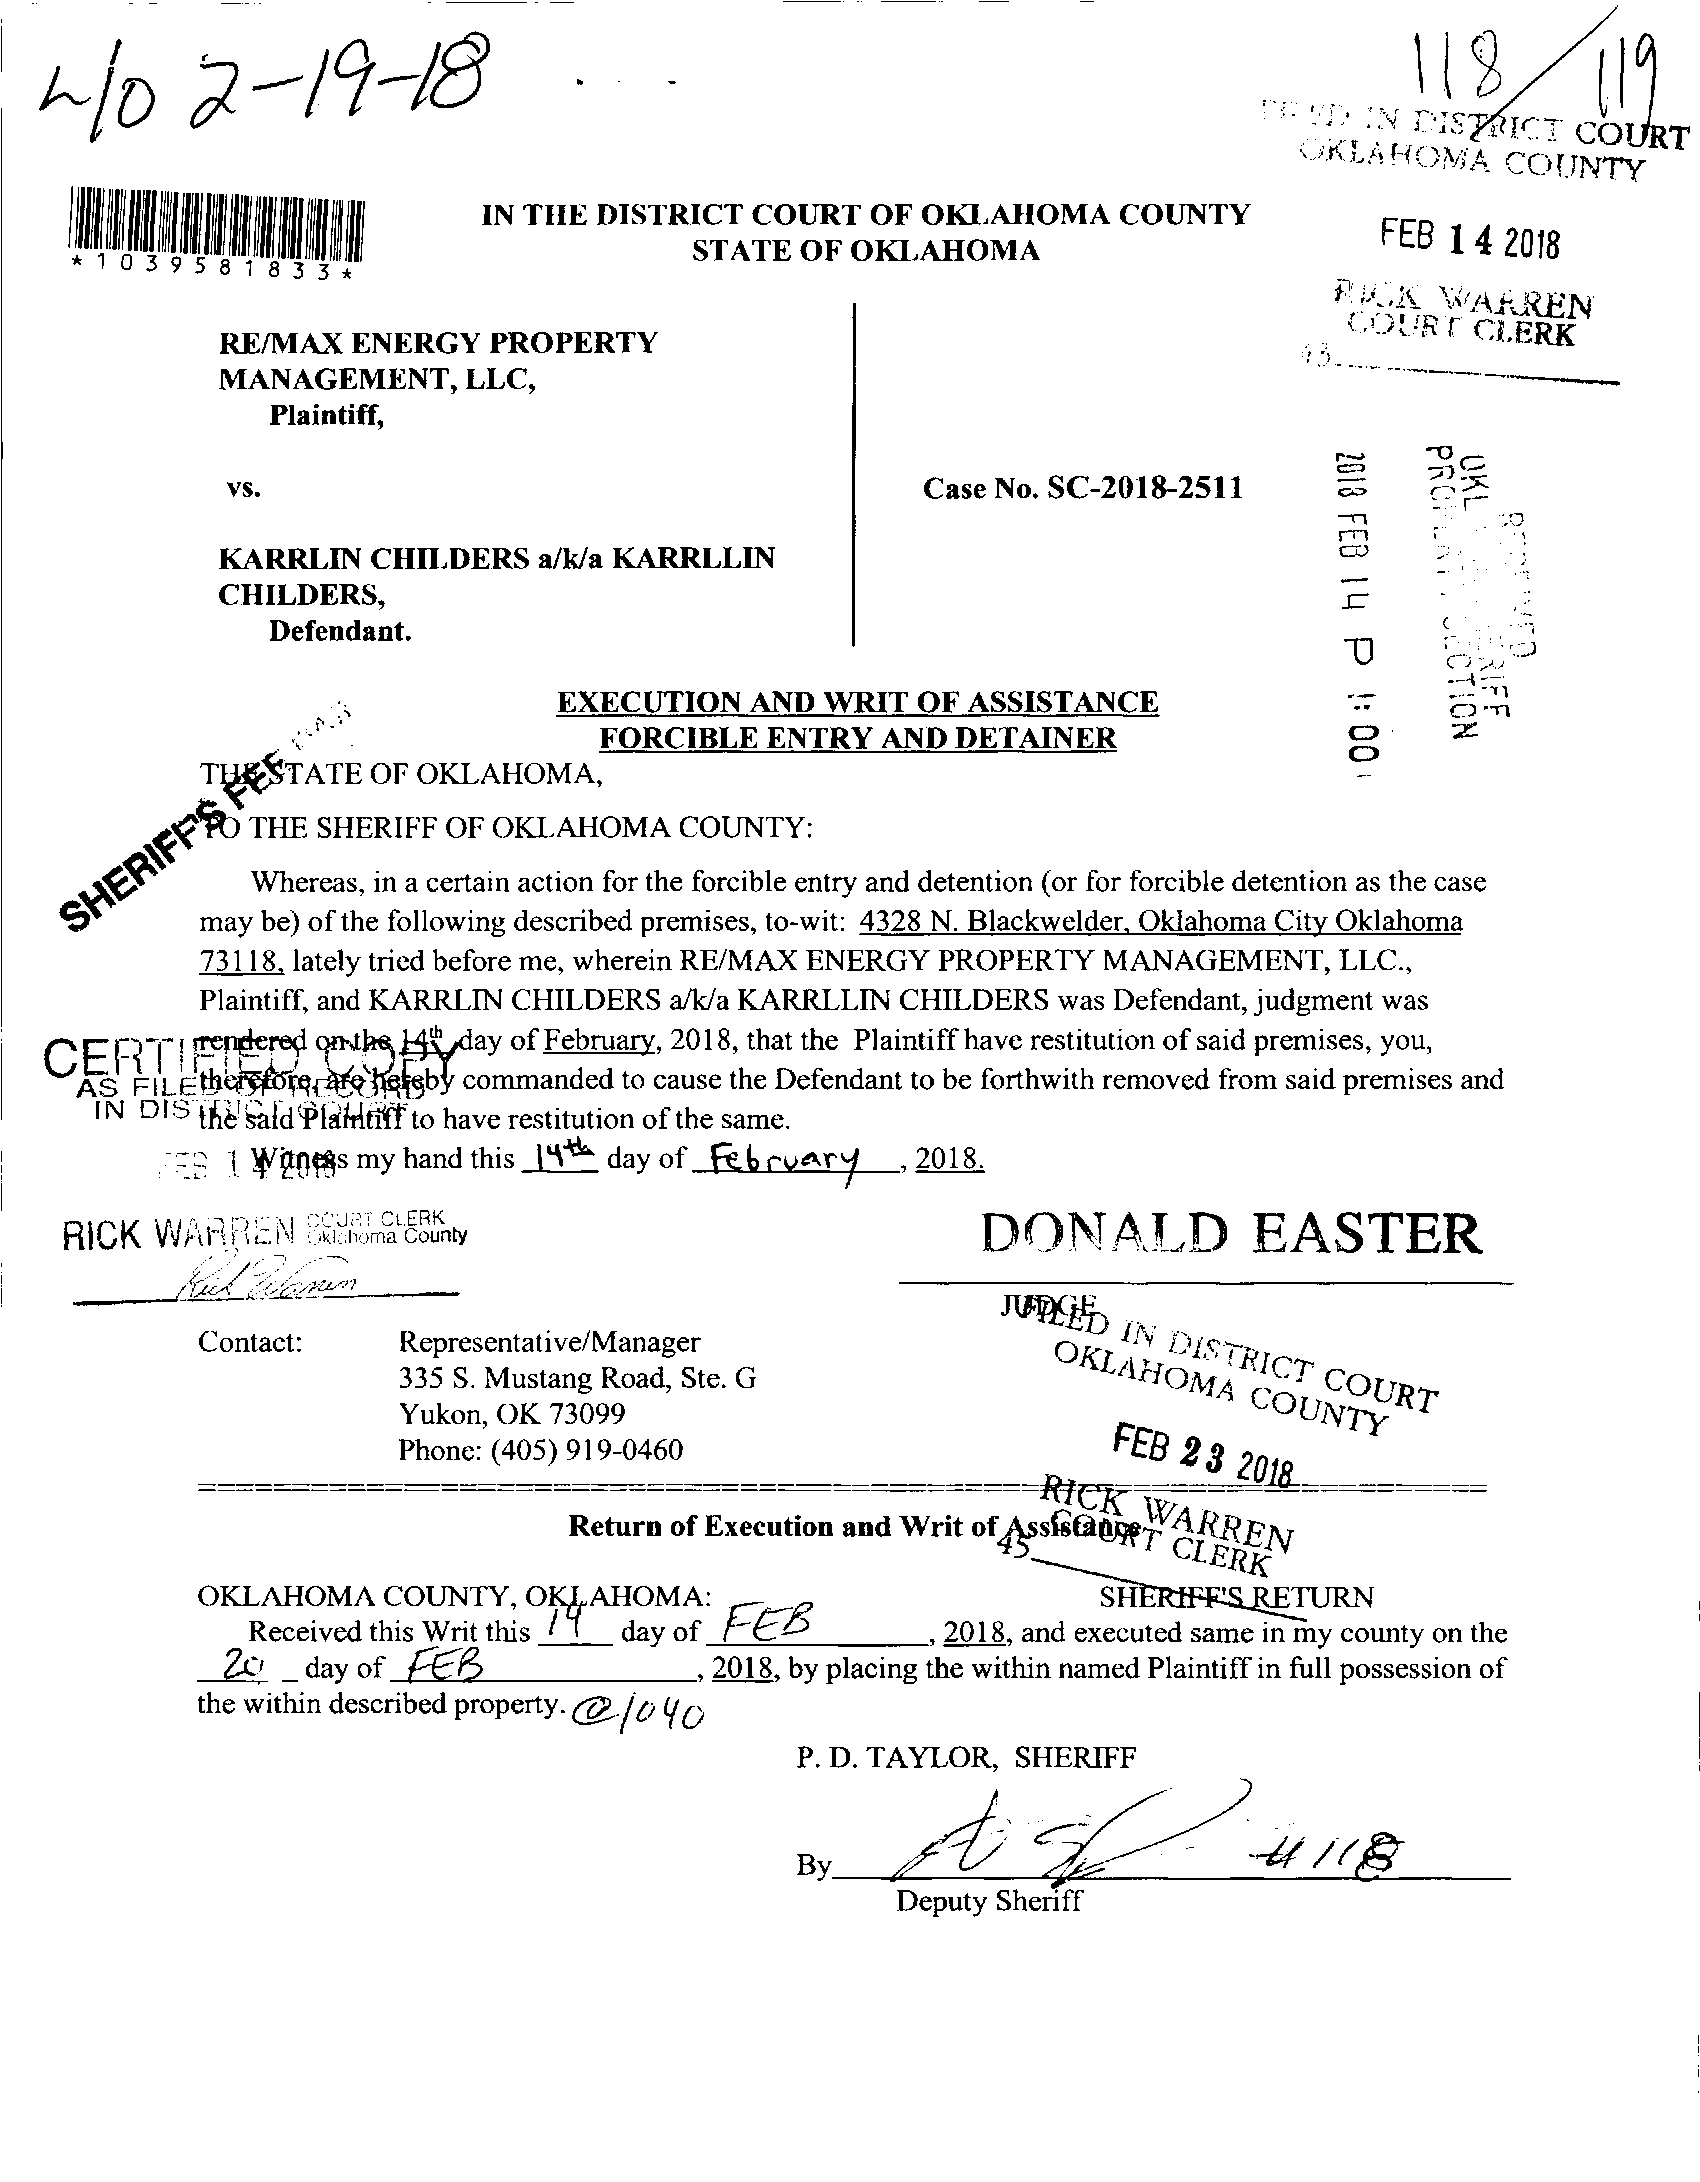 L/O 2-19-18
118/119
FILED IN DISTRICT COURT
OKLAHOMA COUNTY
FEB 14 2018
RICK WARREN
COURT CLERK
43
*1039581833*
IN THE DISTRICT COURT OF OKLAHOMA COUNTY
STATE OF OKLAHOMA
RE/MAX ENERGY PROPERTY
MANAGEMENT, LLC,
Plaintiff,
vs.
Case No. SC-2018-2511
KARRLIN CHILDERS a/k/a KARRLLIN
CHILDERS,
Defendant.
2018 FEB 14 P 1:00
RECEIVED
SHERIFF
SECTION
EXECUTION AND WRIT OF ASSISTANCE
FORCIBLE ENTRY AND DETAINER
SHERIFF'S FEE PAID
THE STATE OF OKLAHOMA,
TO THE SHERIFF OF OKLAHOMA COUNTY:
Whereas, in a certain action for the forcible entry and detention (or for forcible detention as the case
may be) of the following described premises, to-wit: 4328 N. Blackwelder, Oklahoma City Oklahoma
73118, lately tried before me, wherein RE/MAX ENERGY PROPERTY MANAGEMENT, LLC.,
Plaintiff, and KARRLIN CHILDERS a/k/a KARRLLIN CHILDERS was Defendant, judgment was
rendered on the 14th day of February, 2018, that the Plaintiff have restitution of said premises, you,
therefore, are hereby commanded to cause the Defendant to be forthwith removed from said premises and
the said Plaintiff to have restitution of the same.
Witness my hand this 14th day of February, 2018.
CERTIFIED COPY
AS FILED OF RECORD
IN DISTRICT COURT
FEB 14 2018
RICK WARREN COURT CLERK
Oklahoma County
Rick Warren
DONALD EASTER
JUDGE
FILED IN DISTRICT COURT
OKLAHOMA COUNTY
FEB 23 2018
RICK WARREN
COURT CLERK
45
Contact: Representative/Manager
335 S. Mustang Road, Ste. G
Yukon, OK 73099
Phone: (405) 919-0460
Return of Execution and Writ of Assistance
OKLAHOMA COUNTY, OKLAHOMA: SHERIFF'S RETURN
Received this Writ this 14 day of FEB, 2018, and executed same in my county on the
20 day of FEB, 2018, by placing the within named Plaintiff in full possession of
the within described property. @1040
P. D. TAYLOR, SHERIFF
By #118
Deputy Sheriff